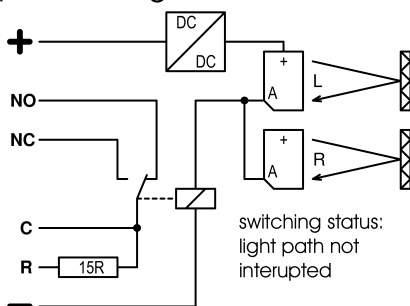 DC
+
DC
+
L
NO
A
NC
+
R
A
C
switching status:
light path not
interupted
R
15R